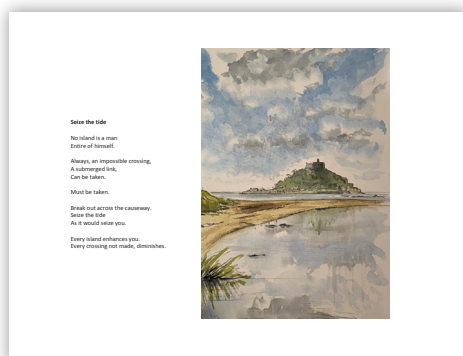 Seize the tide
No island is a man
Entire of himself.
Always, an impossible crossing,
A submerged link,
Can be taken.
Must be taken.
Break out across the causeway.
Seize the tide
As it would seize you.
Every island enhances you.
Every crossing not made, diminishes.